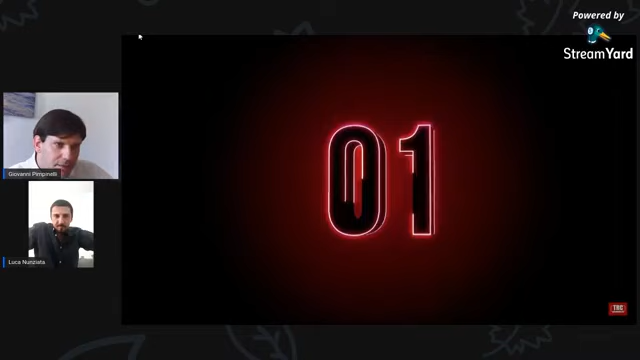 Powered by
StreamYard
01
Giovanni Pimpinelli
Luca Nunziata
TBC